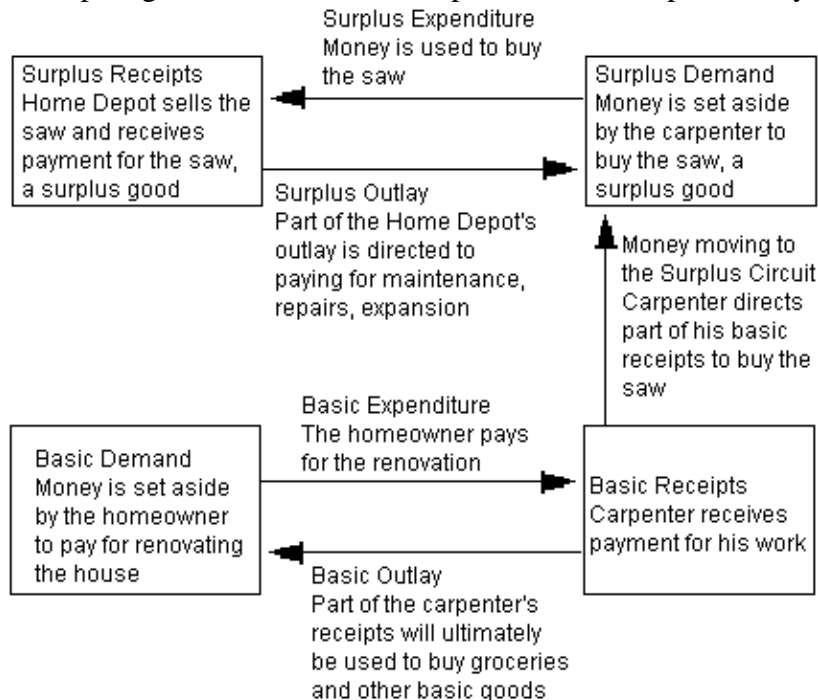 Surplus Expenditure
Money is used to buy
the saw
Surplus Receipts
Home Depot sells the
saw and receives
payment for the saw,
a surplus good
Surplus Demand
Money is set aside
by the carpenter to
buy the saw, a
surplus good
Surplus Outlay
Part of the Home Depot's
outlay is directed to
paying for maintenance,
repairs, expansion
Money moving to
the Surplus Circuit
Carpenter directs
part of his basic
receipts to buy the
saw
Basic Expenditure
The homeowner pays
for the renovation
Basic Demand
Money is set aside
by the homeowner
to pay for renovating
the house
Basic Receipts
Carpenter receives
payment for his work
Basic Outlay
Part of the carpenter's
receipts will ultimately
be used to buy groceries
and other basic goods